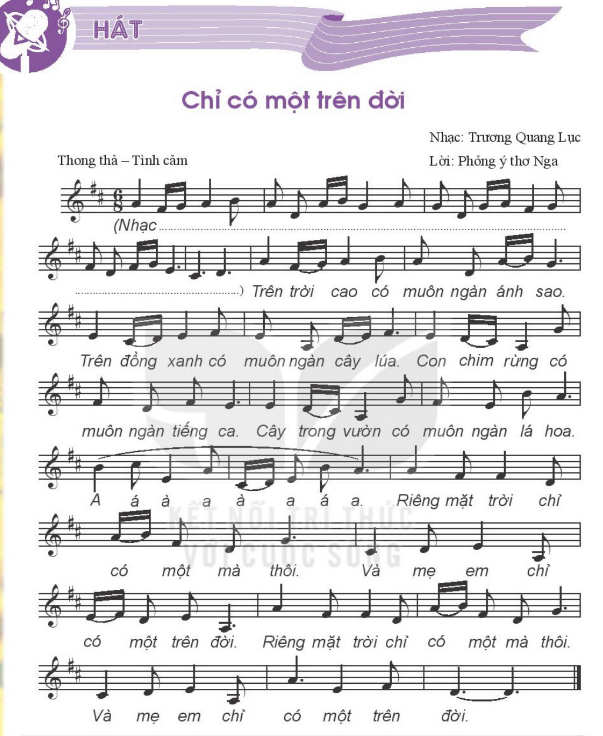 HÁT
Chỉ có một trên đời
Nhạc: Trương Quang Lục
Thong thả – Tình cảm
Lời: Phỏng ý thơ Nga
6
8
(Nhạc ..........................................................................................
.....................................) Trên trời cao có muôn ngàn ánh sao.
Trên đồng xanh có muôn ngàn cây lúa. Con chim rừng có
muôn ngàn tiếng ca. Cây trong vườn có muôn ngàn lá hoa.
A á à a à a á a. Riêng mặt trời chỉ
KẾT NỐI TRI THỨC
có một mà thôi. Và mẹ em chỉ
VỚI CUỘC SỐNG
có một trên đời. Riêng mặt trời chỉ có một mà thôi.
Và mẹ em chỉ có một trên đời.